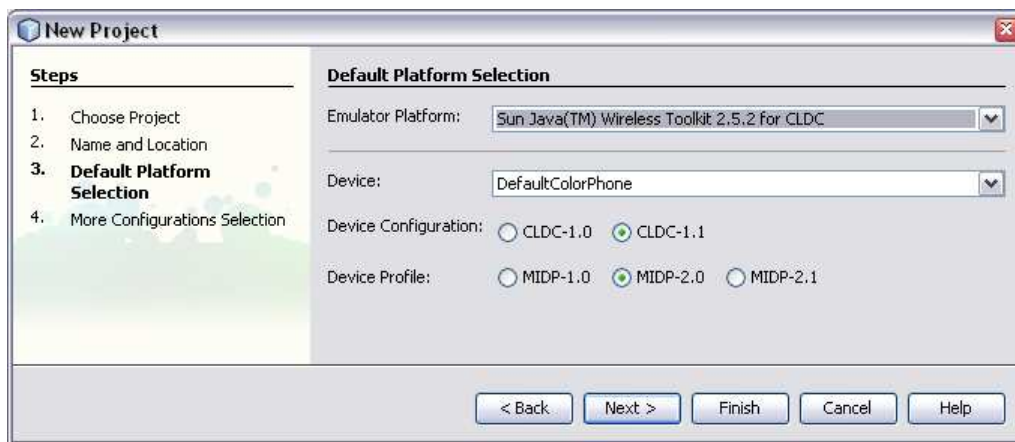 New Project
Steps
1. Choose Project
2. Name and Location
3. Default Platform
Selection
4. More Configurations Selection
Default Platform Selection
Emulator Platform: Sun Java(TM) Wireless Toolkit 2.5.2 for CLDC
Device: DefaultColorPhone
Device Configuration: CLDC-1.0 CLDC-1.1
Device Profile: MIDP-1.0 MIDP-2.0 MIDP-2.1
< Back Next > Finish Cancel Help